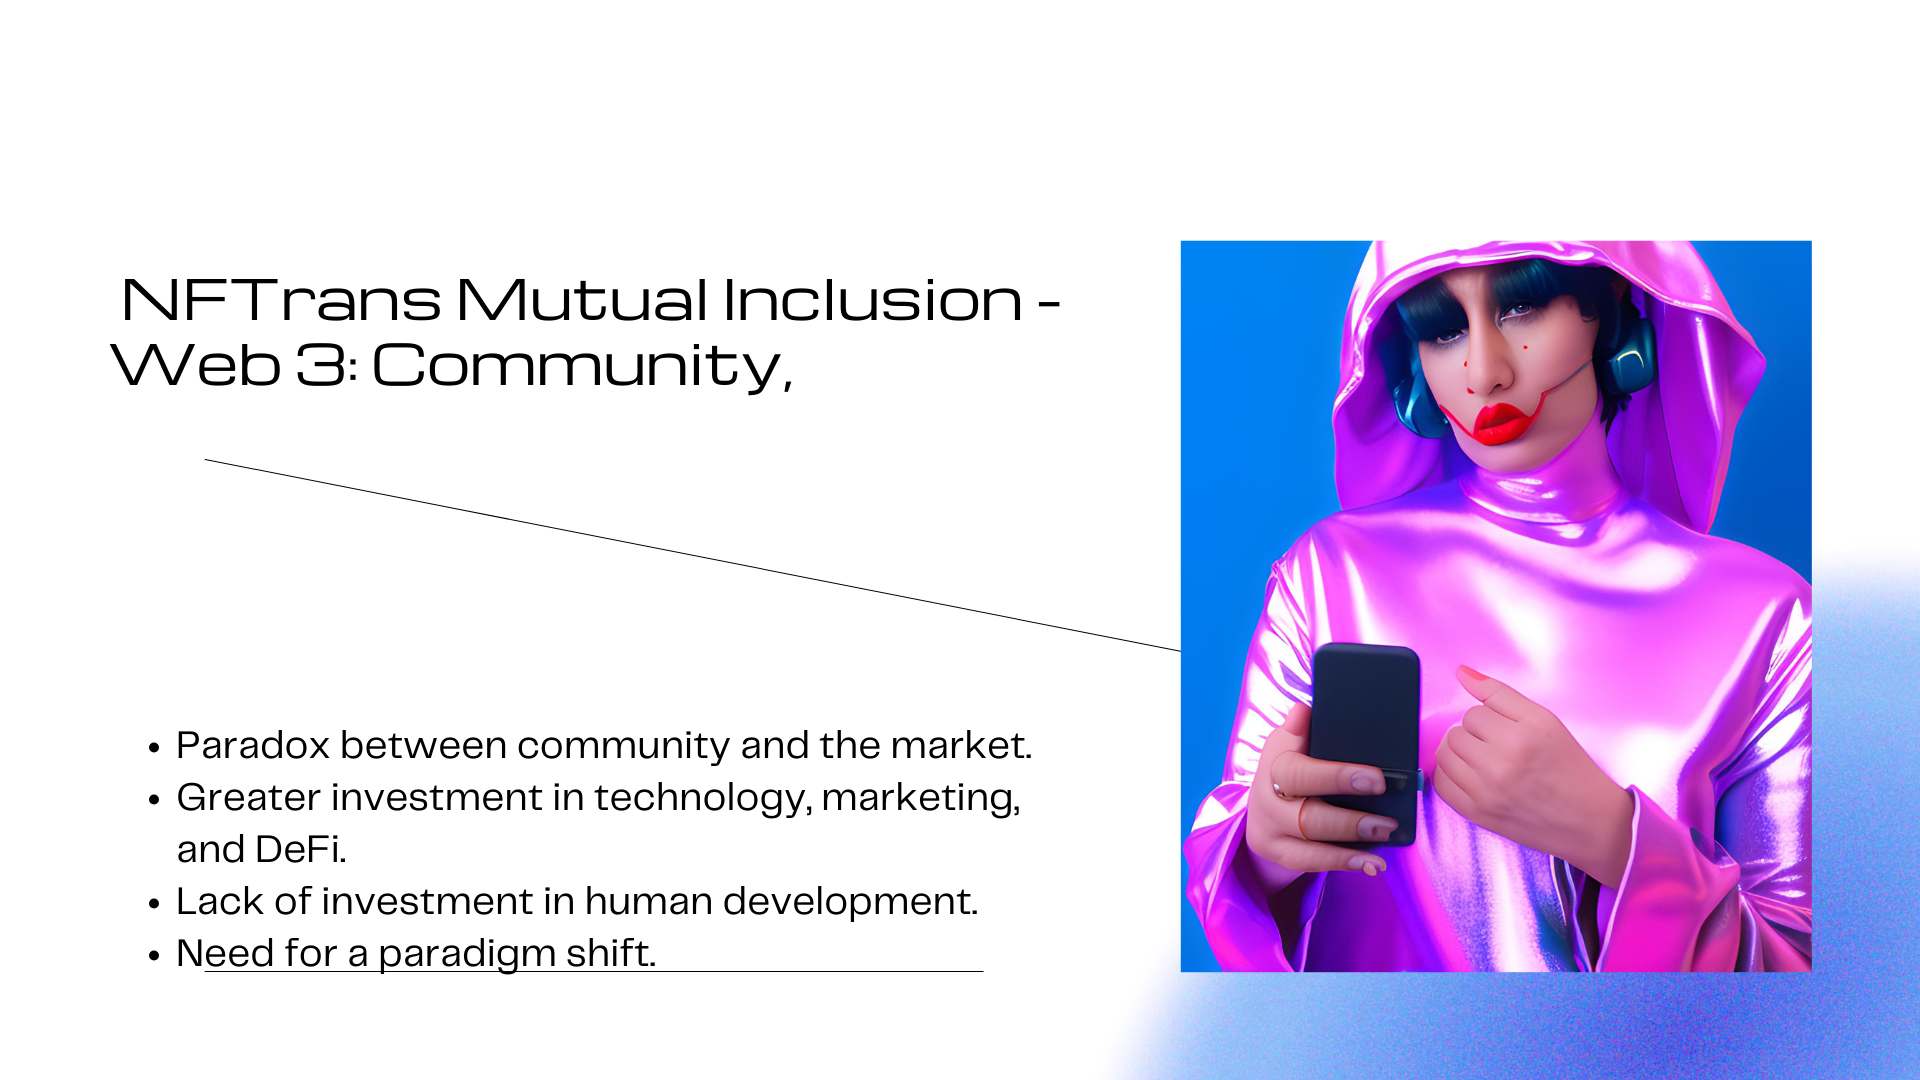 NFTrans Mutual Inclusion -
Web 3: Community,
• Paradox between community and the market.
• Greater investment in technology, marketing,
and DeFi.
• Lack of investment in human development.
• Need for a paradigm shift.